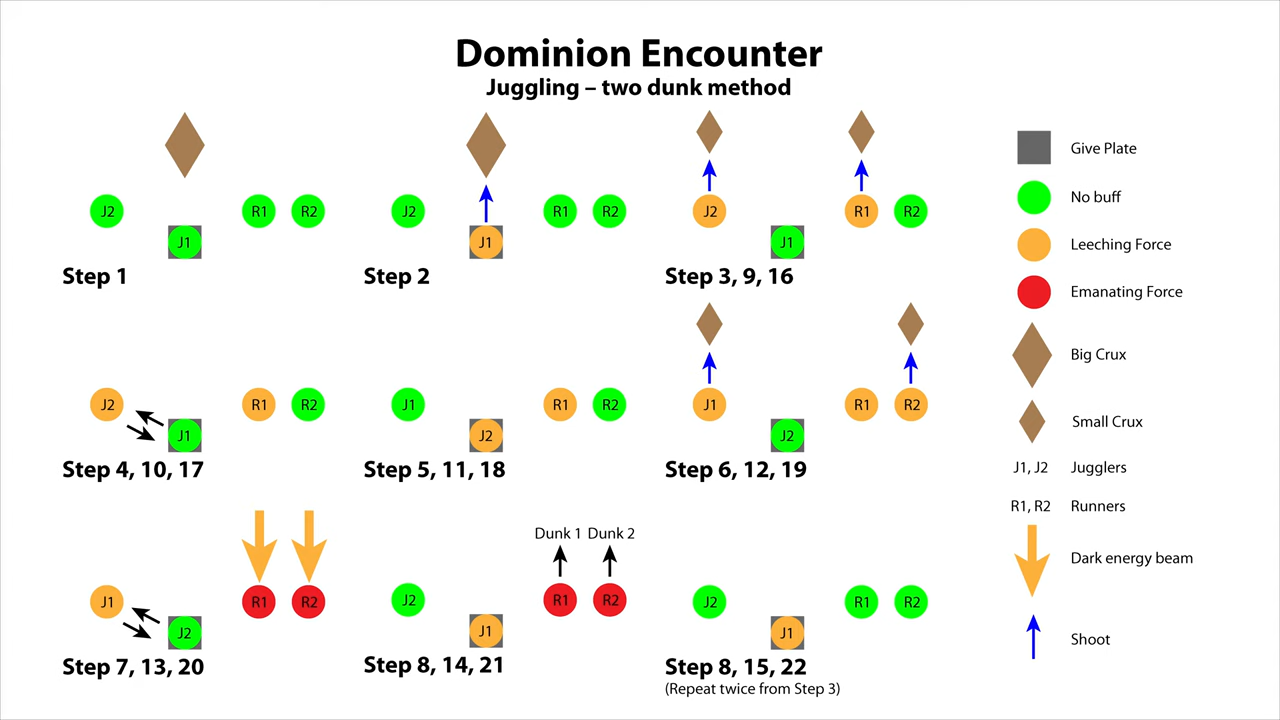 Dominion Encounter
Juggling – two dunk method
J2
R1
R2
J1
Step 1
J2
R1
R2
J1
Step 2
J2
R1
R2
J1
Step 3, 9, 16
J2
R1
R2
J1
Step 4, 10, 17
J1
R1
R2
J2
Step 5, 11, 18
J1
R1
R2
J2
Step 6, 12, 19
J1
R1
R2
J2
Step 7, 13, 20
Dunk 1
Dunk 2
J2
R1
R2
J1
Step 8, 14, 21
J2
R1
R2
J1
Step 8, 15, 22
(Repeat twice from Step 3)
Give Plate
No buff
Leeching Force
Emanating Force
Big Crux
Small Crux
J1, J2 Jugglers
R1, R2 Runners
Dark energy beam
Shoot